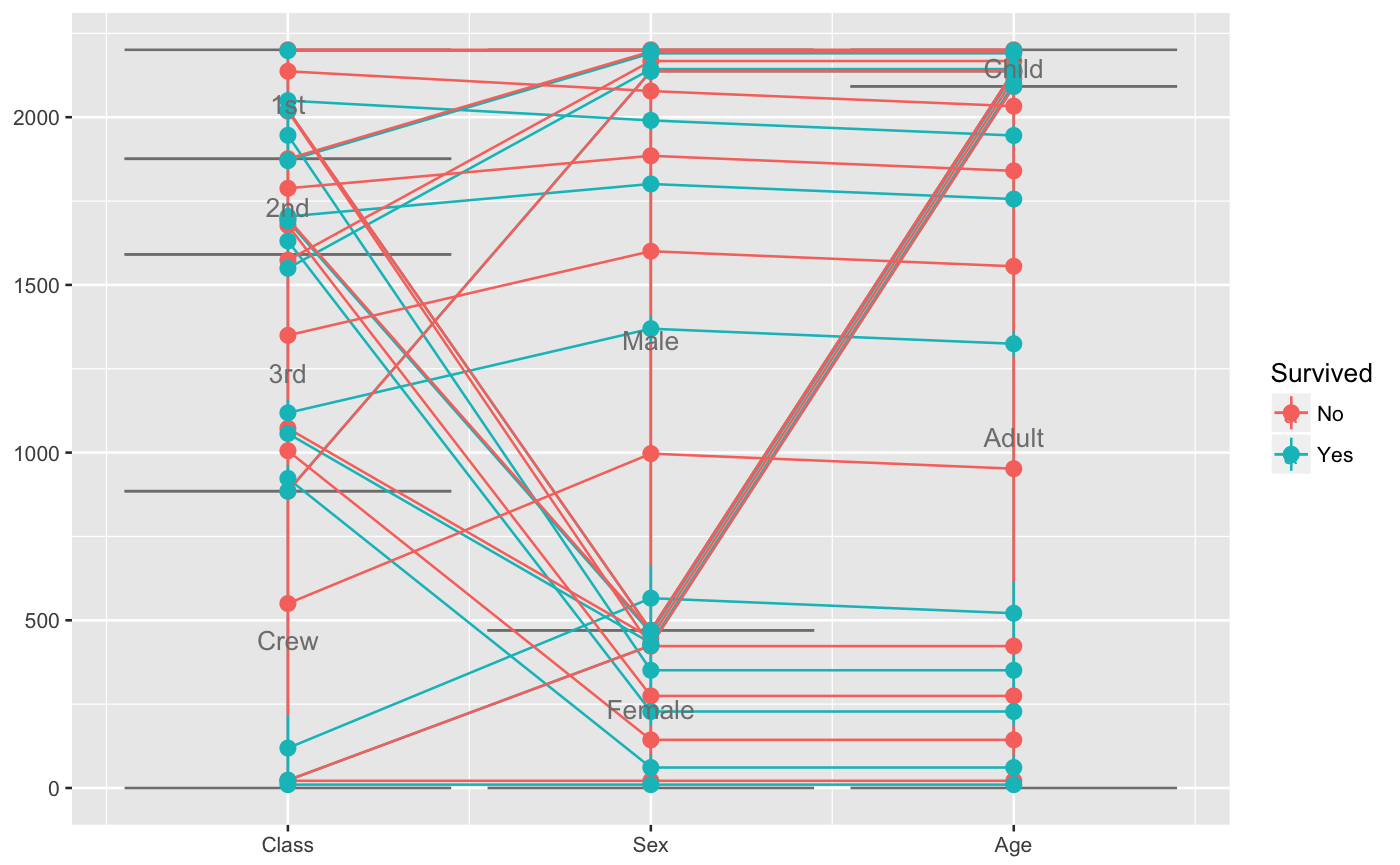 2000
1500
1000
500
0
1st
2nd
3rd
Crew
Male
Female
Child
Adult
Class
Sex
Age
Survived
No
Yes